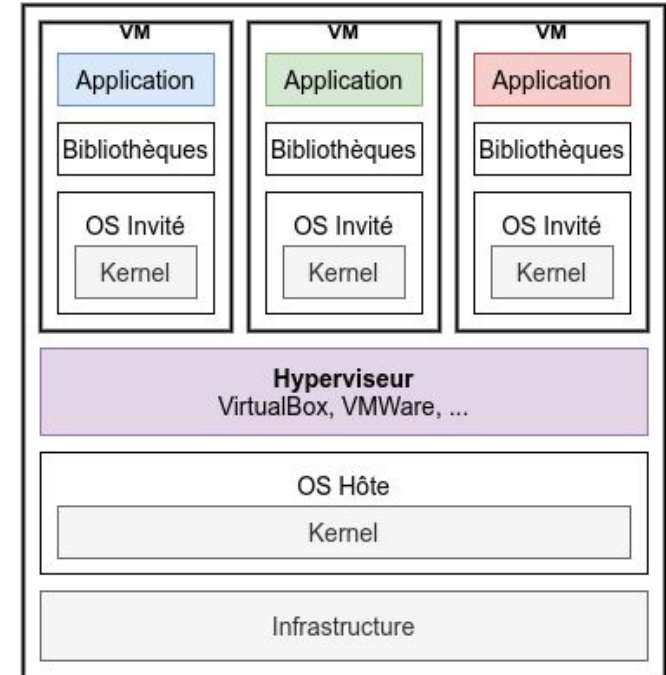 VM
VM
VM
Application
Application
Application
Bibliothèques
Bibliothèques
Bibliothèques
OS Invité
OS Invité
OS Invité
Kernel
Kernel
Kernel
Hyperviseur
VirtualBox, VMWare, ...
OS Hôte
Kernel
Infrastructure